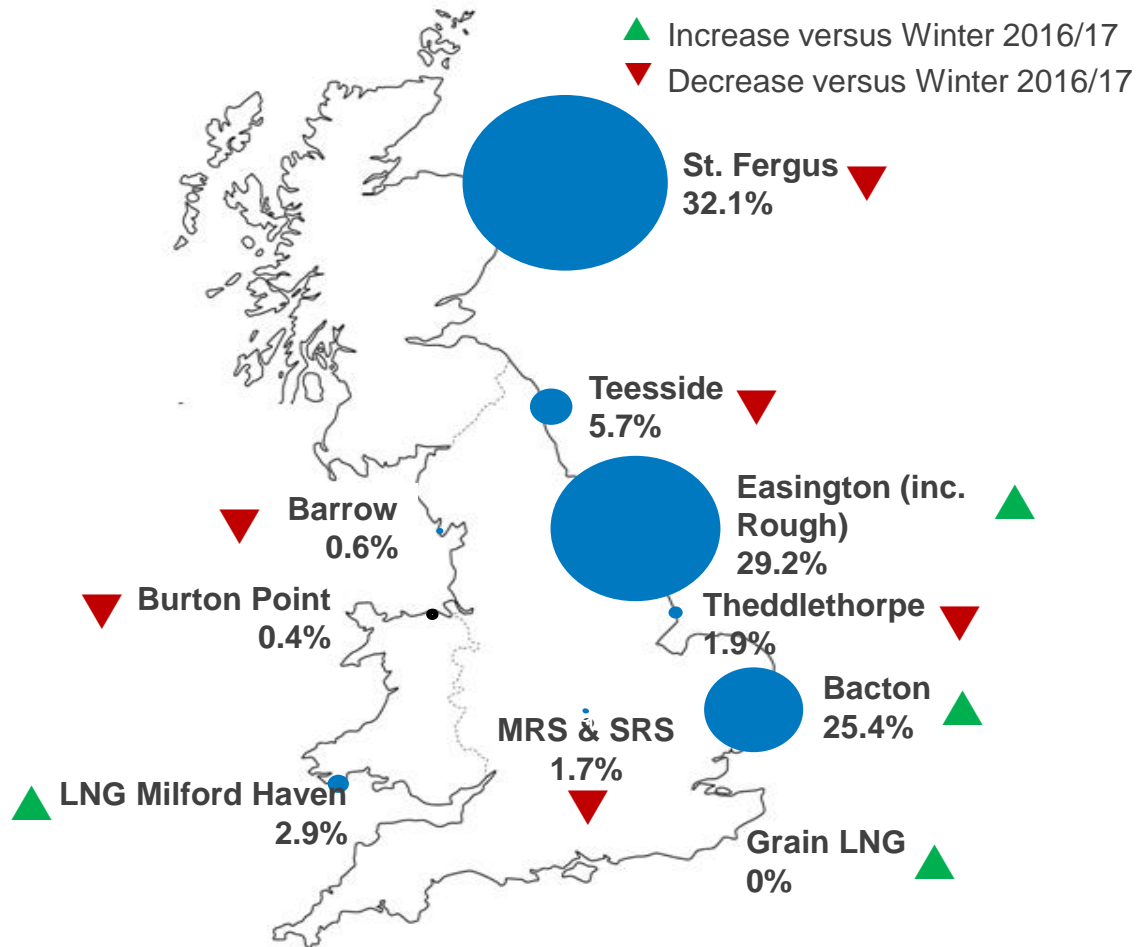 Increase versus Winter 2016/17
Decrease versus Winter 2016/17
St. Fergus
32.1%
Teesside
5.7%
Easington (inc.
Rough)
29.2%
Barrow
0.6%
Burton Point
0.4%
Theddlethorpe
1.9%
Bacton
25.4%
MRS & SRS
1.7%
LNG Milford Haven
2.9%
Grain LNG
0%